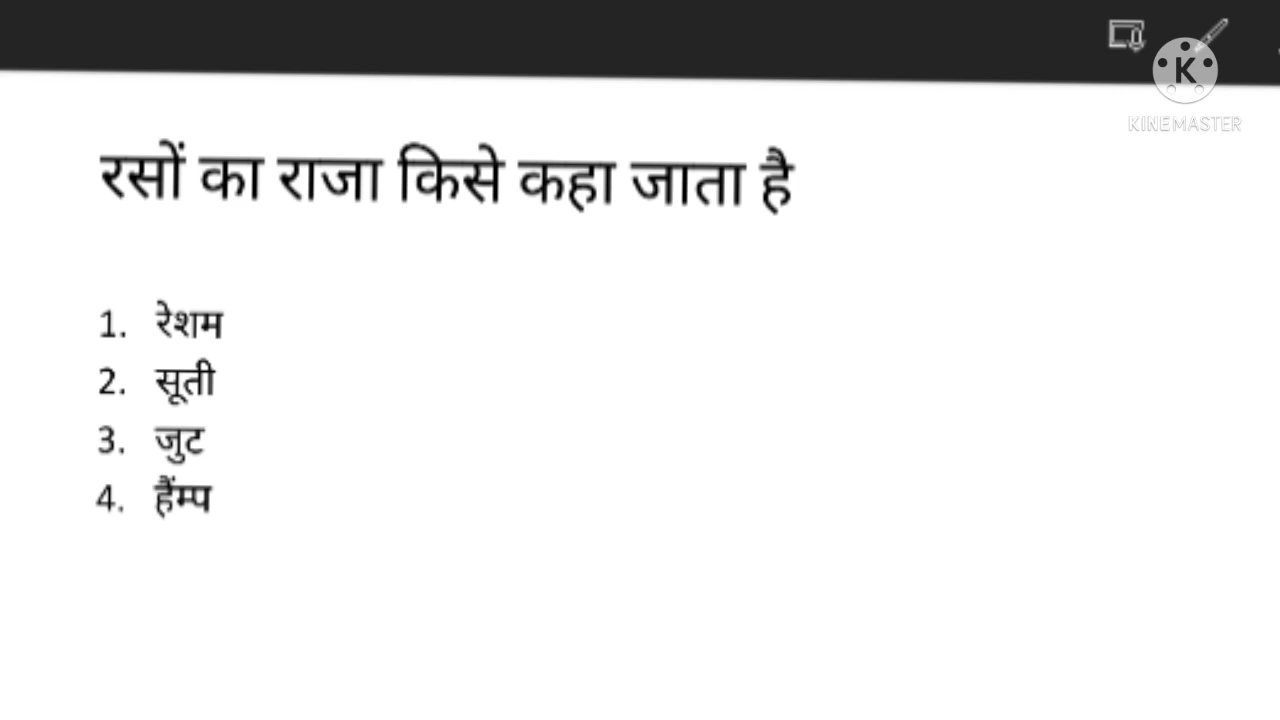 KINEMASTER
रसों का राजा किसे कहा जाता है
1. रेशम
2. सूती
3. जुट
4. हैंम्प